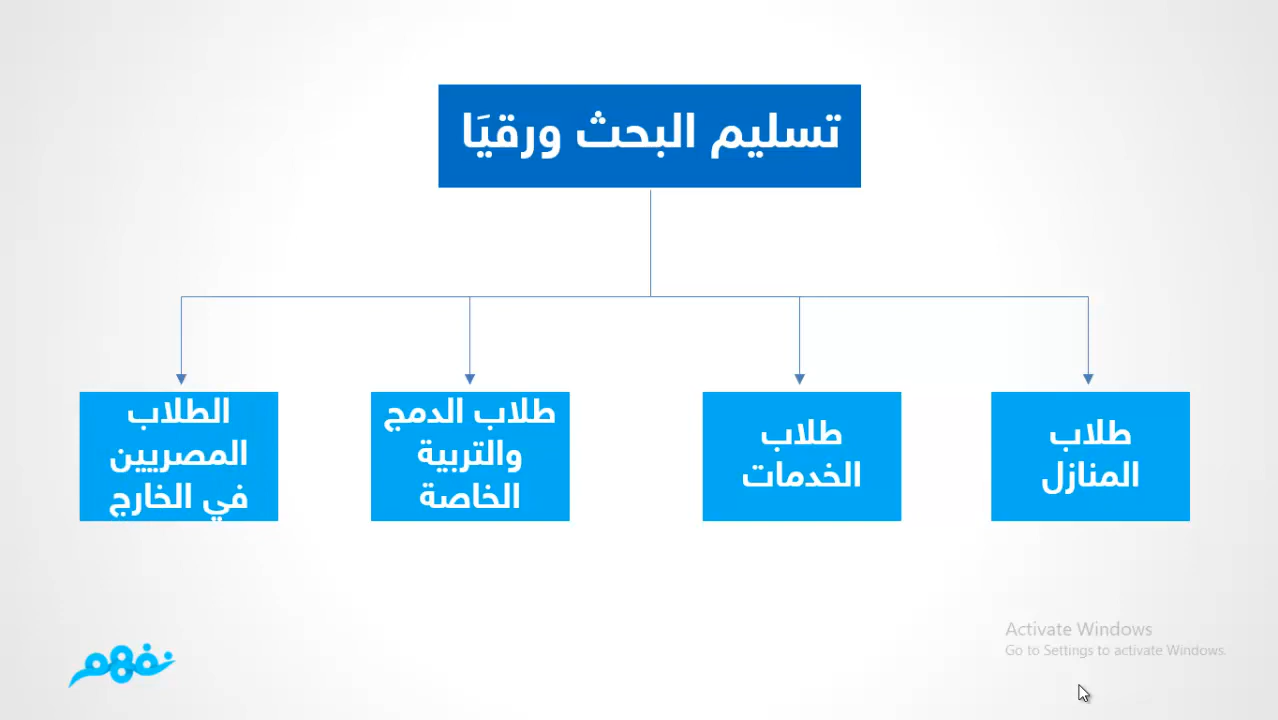 تسليم البحث ورقيَا
طلاب
المنازل
طلاب
الخدمات
طلاب الدمج
والتربية
الخاصة
الطلاب
المصريين
في الخارج
نفهم
Activate Windows
Go to Settings to activate Windows.